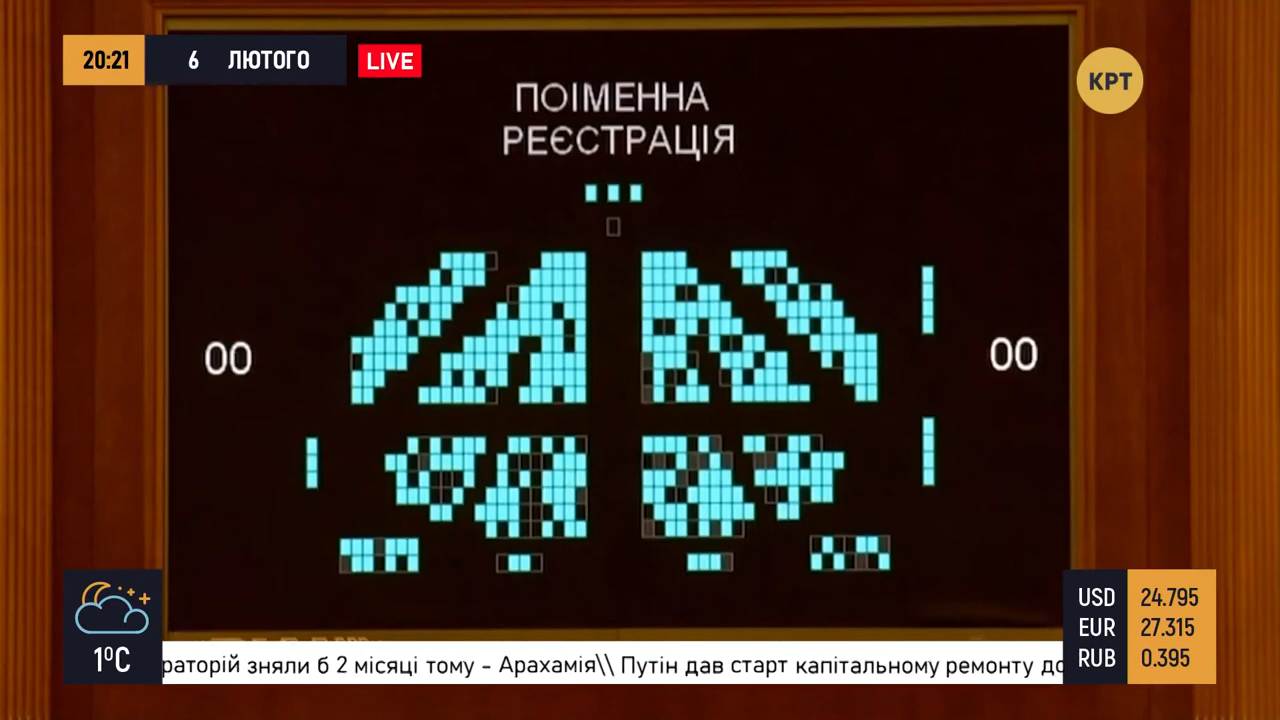 20:21 6 ЛЮТОГО LIVE
КРТ
ПОІМЕННА
РЕЄСТРАЦІЯ
00 00
USD 24.795
EUR 27.315
RUB 0.395
1⁰C
раторій зняли б 2 місяці тому - Арахамія\\ Путін дав старт капітальному ремонту до